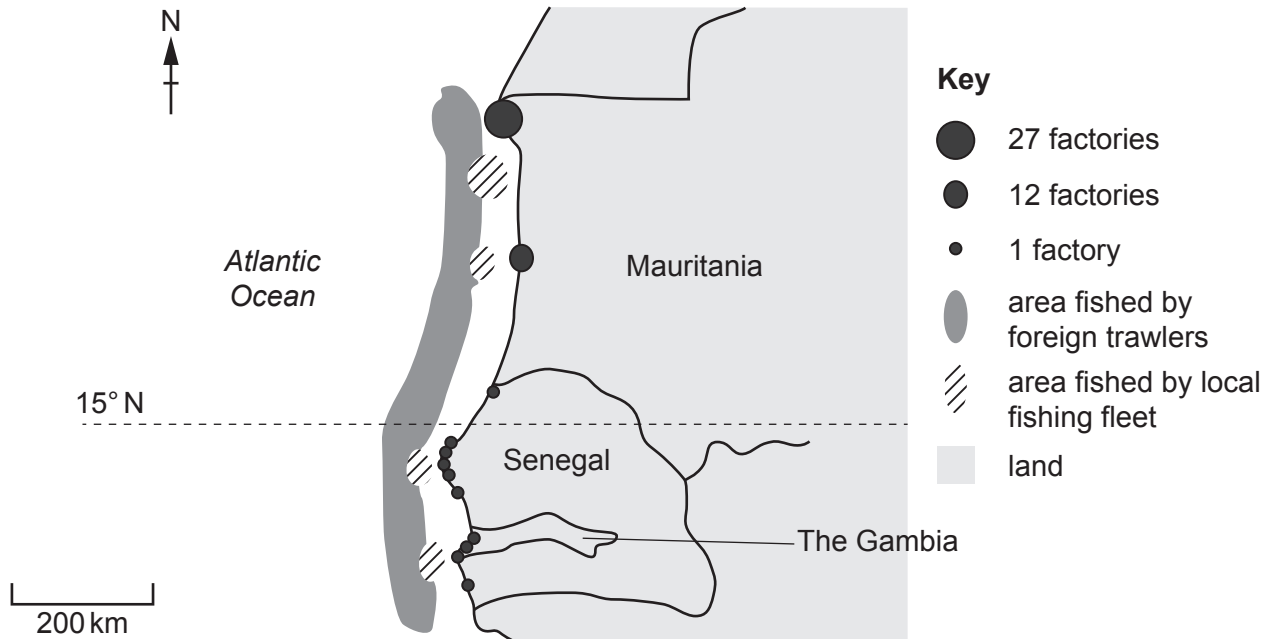 N
Atlantic
Ocean
Mauritania
15° N
Senegal
The Gambia
200 km
Key
27 factories
12 factories
1 factory
area fished by
foreign trawlers
area fished by local
fishing fleet
land